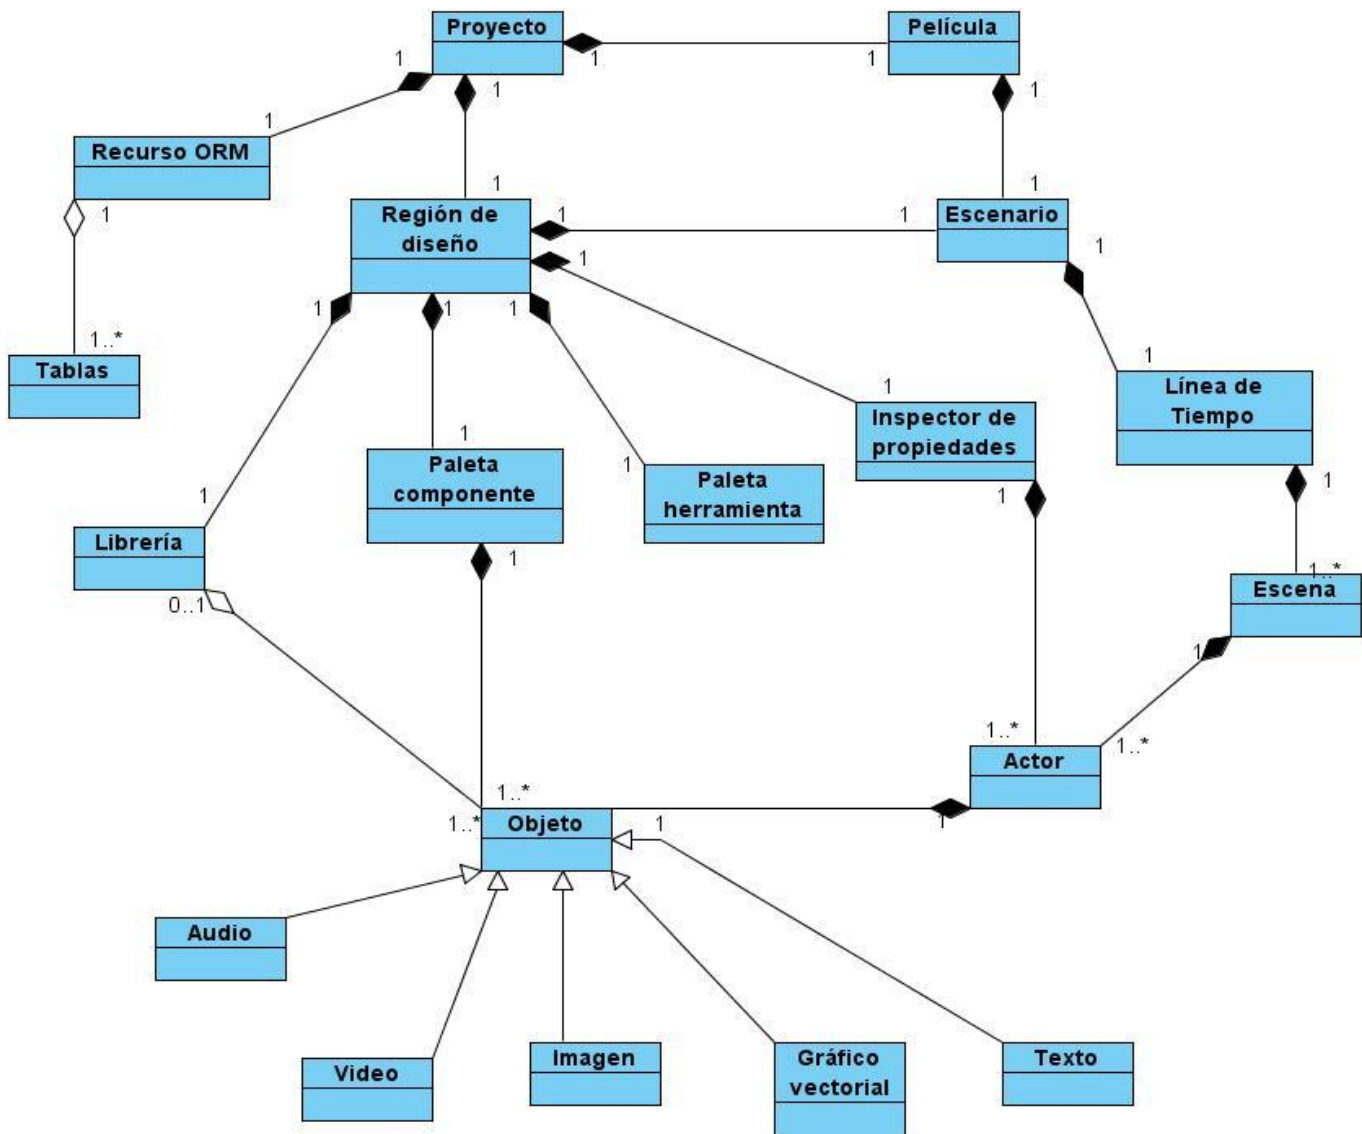 Proyecto
Película
1
1
1
1
1
1
Recurso ORM
1
1
1
Región de
diseño
1
1
Escenario
1
1
1
1
1
1..*
Tablas
1
1
Línea de
Tiempo
Inspector de
propiedades
1
Paleta
componente
1
Paleta
herramienta
1
1
1
Librería
1
0..1
1..*
Escena
1
1..*
1..*
Actor
1..*
1..*
Objeto
1
1
Audio
Video
Imagen
Gráfico
vectorial
Texto